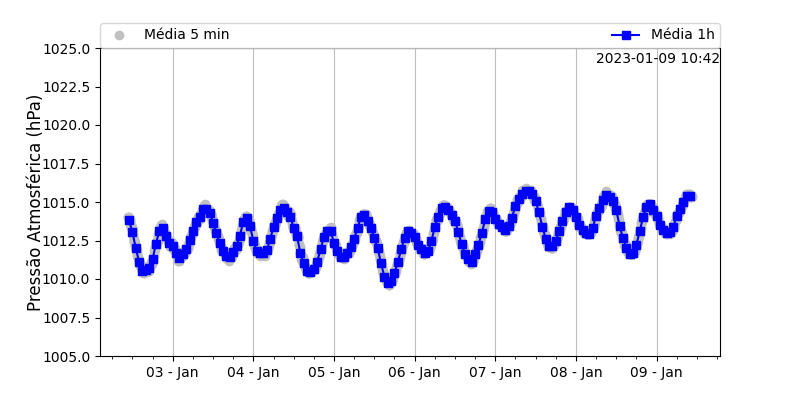 Média 5 min
Média 1h
2023-01-09 10:42
Pressão Atmosférica (hPa)
1025.0
1022.5
1020.0
1017.5
1015.0
1012.5
1010.0
1007.5
1005.0
03 - Jan
04 - Jan
05 - Jan
06 - Jan
07 - Jan
08 - Jan
09 - Jan